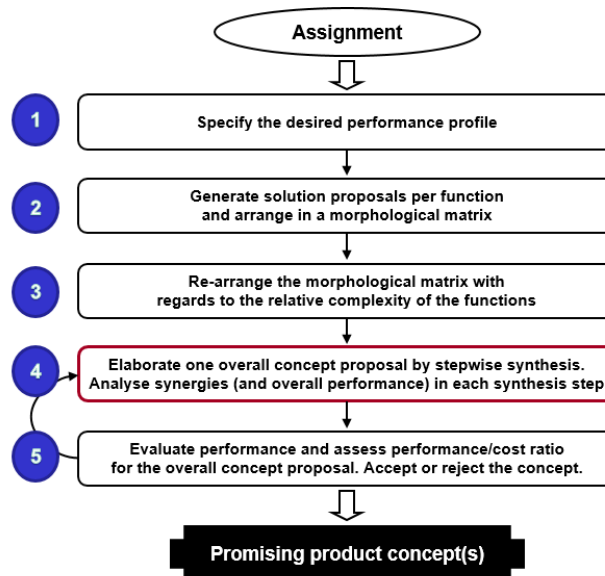 Assignment
1
Specify the desired performance profile
2
Generate solution proposals per function
and arrange in a morphological matrix
3
Re-arrange the morphological matrix with
regards to the relative complexity of the functions
4
Elaborate one overall concept proposal by stepwise synthesis.
Analyse synergies (and overall performance) in each synthesis step
5
Evaluate performance and assess performance/cost ratio
for the overall concept proposal. Accept or reject the concept.
Promising product concept(s)